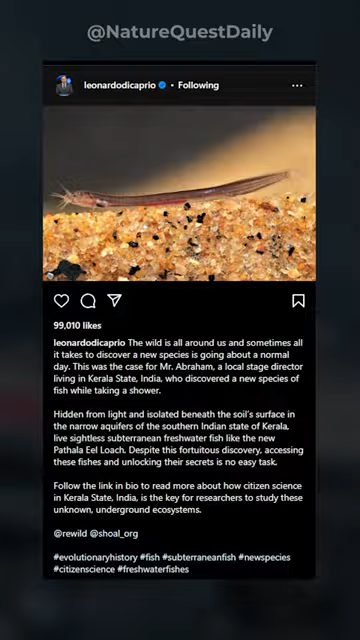 @NatureQuestDaily
leonardodicaprio • Following
99,010 likes
leonardodicaprio The wild is all around us and sometimes all
it takes to discover a new species is going about a normal
day. This was the case for Mr. Abraham, a local stage director
living in Kerala State, India, who discovered a new species of
fish while taking a shower.
Hidden from light and isolated beneath the soil's surface in
the narrow aquifers of the southern Indian state of Kerala,
live sightless subterranean freshwater fish like the new
Pathala Eel Loach. Despite this fortuitous discovery, accessing
these fishes and unlocking their secrets is no easy task.
Follow the link in bio to read more about how citizen science
in Kerala State, India, is the key for researchers to study these
unknown, underground ecosystems.
@rewild @shoal_org
#evolutionaryhistory #fish #subterraneanfish #newspecies
#citizenscience #freshwaterfishes